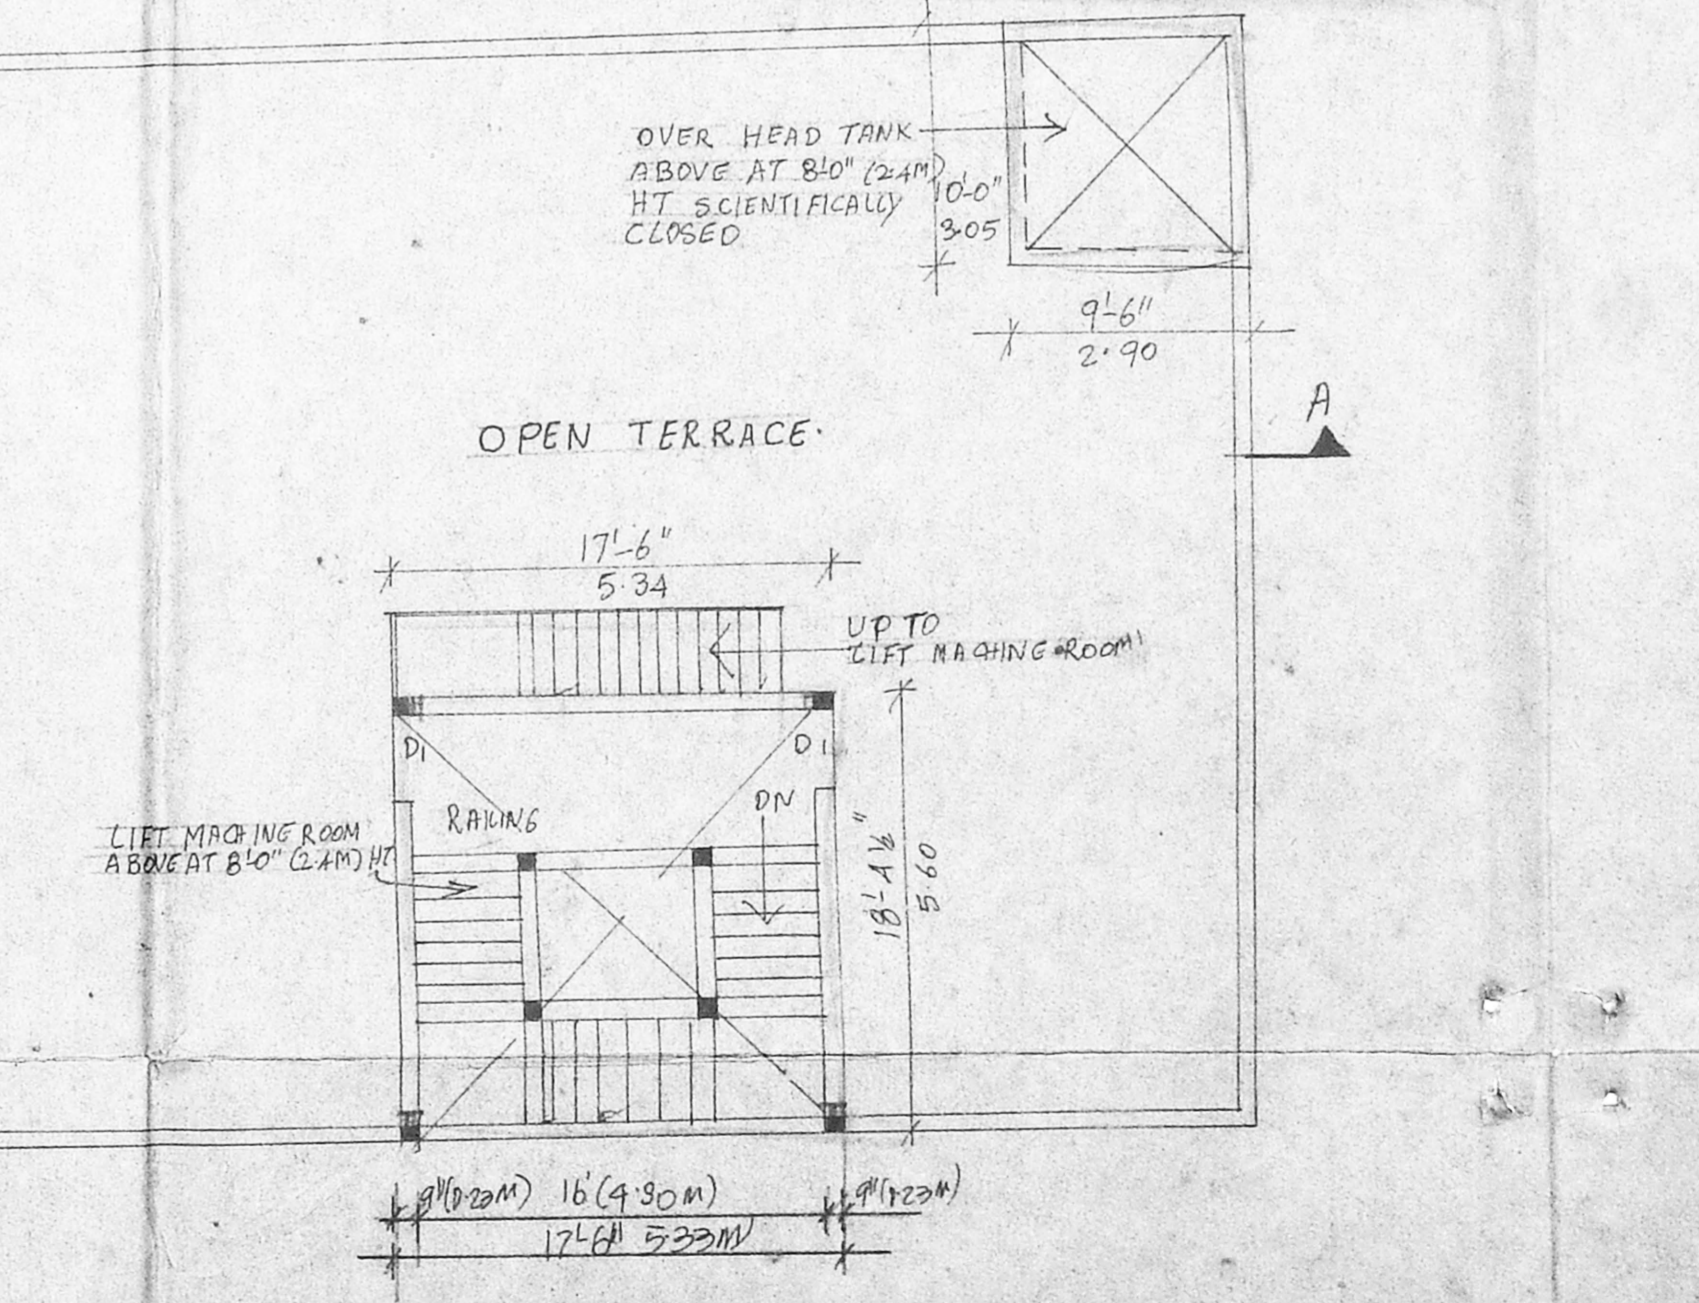 OVER HEAD TANK
ABOVE AT 8'-0" (2.4M)
HT SCIENTIFICALLY
CLOSED
10'-0"
3.05
9'-6"
2.90
A
OPEN TERRACE.
17'-6"
5.34
UP TO
LIFT MACHINE ROOM
D1
D1
RAILING
DN
LIFT MACHINE ROOM
ABOVE AT 8'-0" (2.4M) HT
18'-4½"
5.60
9"(0.23M) 16'(4.90M) 9"(0.23M)
17'-6" 5.33M